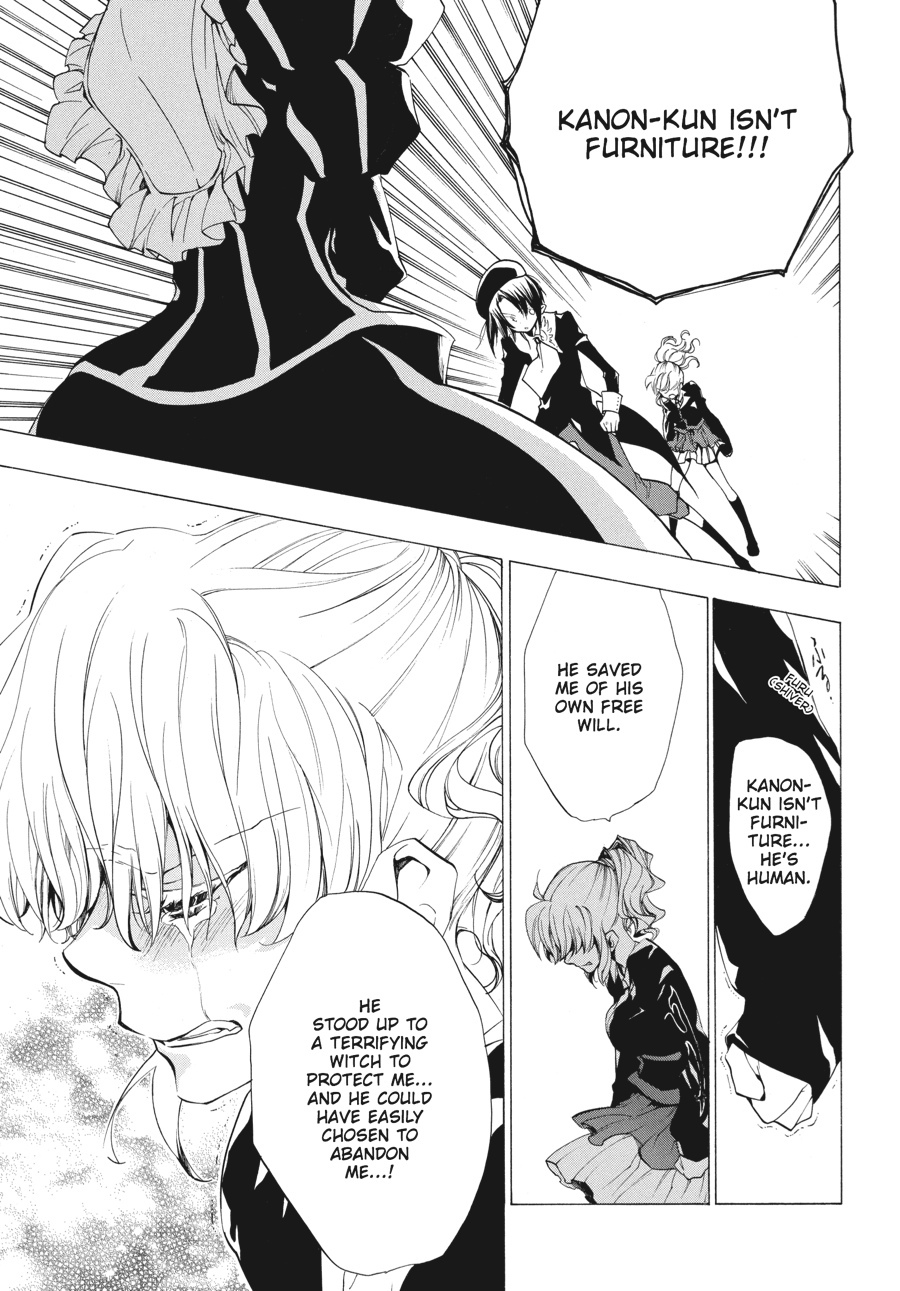 KANON-KUN ISN'T
FURNITURE!!!
ふる
FURU
(SHIVER)
KANON-
KUN ISN'T
FURNI-
TURE...
HE'S
HUMAN.
HE SAVED
ME OF HIS
OWN FREE
WILL.
HE
STOOD UP TO
A TERRIFYING
WITCH TO
PROTECT ME...
AND HE COULD
HAVE EASILY
CHOSEN TO
ABANDON
ME...!